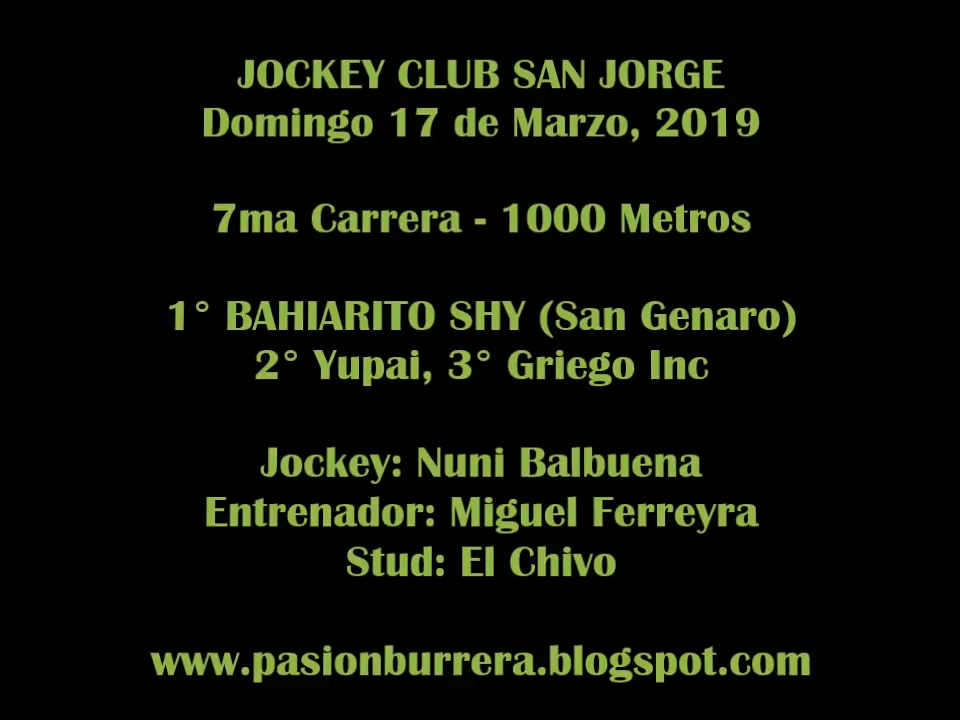 JOCKEY CLUB SAN JORGE
Domingo 17 de Marzo, 2019
7ma Carrera - 1000 Metros
1° BAHIARITO SHY (San Genaro)
2° Yupai, 3° Griego Inc
Jockey: Nuni Balbuena
Entrenador: Miguel Ferreyra
Stud: El Chivo
www.pasionburrera.blogspot.com